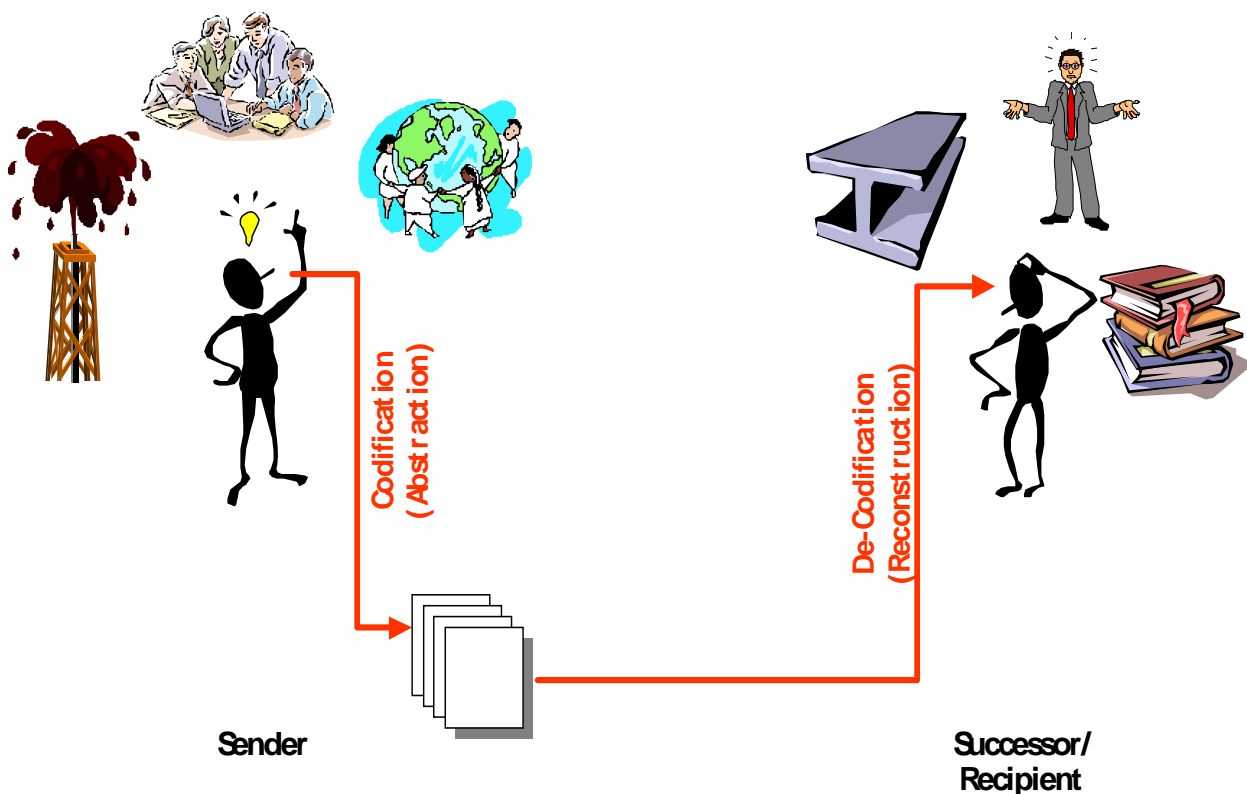 Codification
(Abstraction)
De-Codification
(Reconstruction)
Sender
Successor/
Recipient